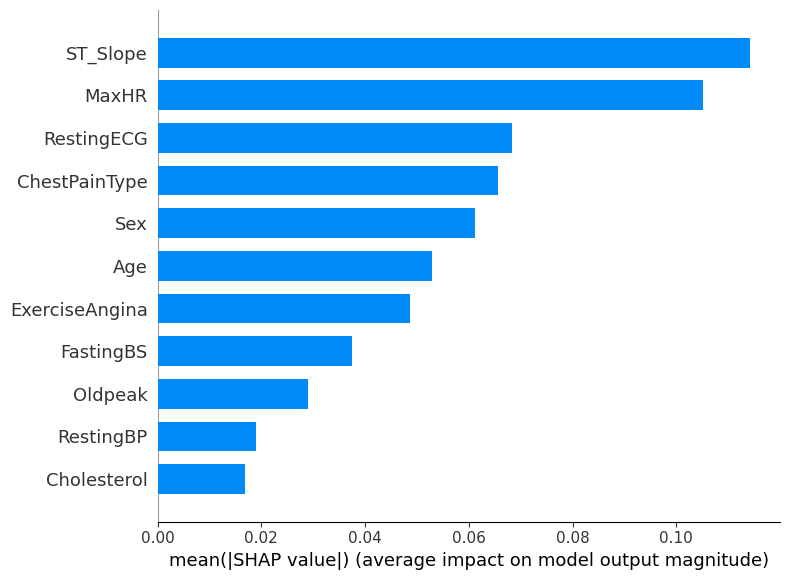 ST_Slope
MaxHR
RestingECG
ChestPainType
Sex
Age
ExerciseAngina
FastingBS
Oldpeak
RestingBP
Cholesterol
0.00 0.02 0.04 0.06 0.08 0.10
mean(|SHAP value|) (average impact on model output magnitude)